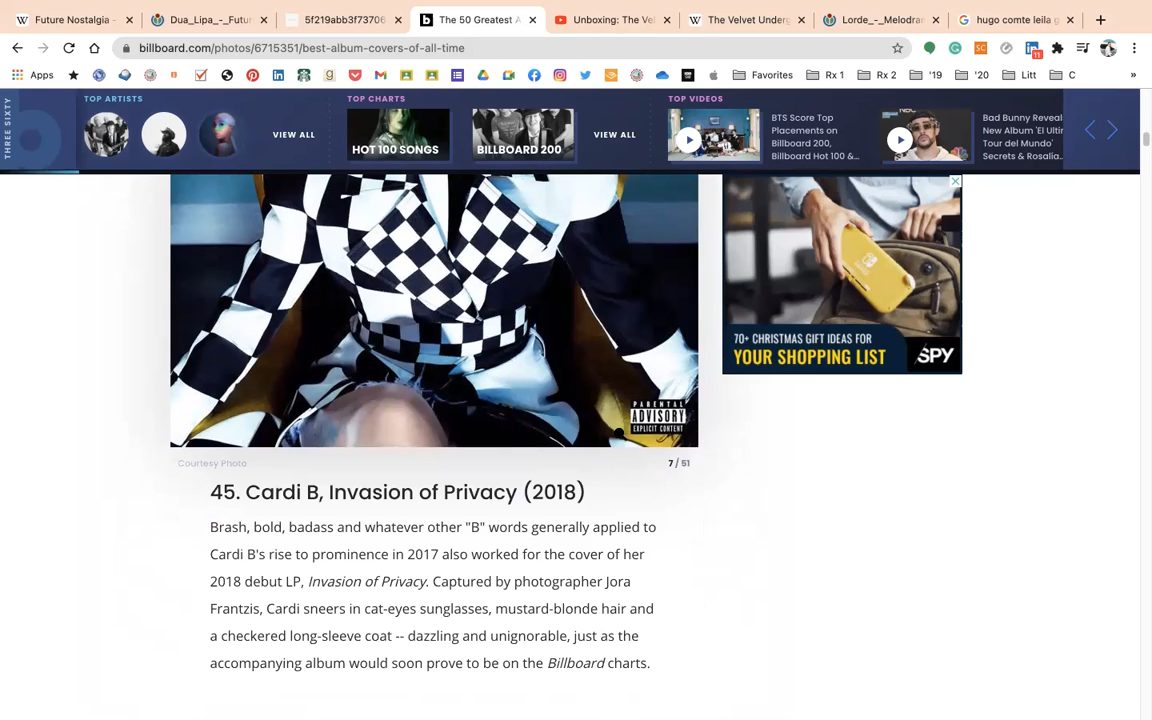 Future Nostalgia –
Dua_Lipa_-_Futur
5f219abb3f73706
The 50 Greatest A
Unboxing: The Ve
The Velvet Underg
Lorde_-_Melodram
hugo comte leila g
billboard.com/photos/6715351/best-album-covers-of-all-time
11
Apps
Favorites
Rx 1
Rx 2
'19
'20
Litt
C
»
THREE SIXTY
TOP ARTISTS
VIEW ALL
TOP CHARTS
HOT 100 SONGS
BILLBOARD 200
VIEW ALL
TOP VIDEOS
BTS Score Top
Placements on
Billboard 200,
Billboard Hot 100 &...
Bad Bunny Reveal
New Album 'El Últi
Tour del Mundo'
Secrets & Rosalía...
70+ CHRISTMAS GIFT IDEAS FOR
YOUR SHOPPING LIST
SPY
PARENTAL
ADVISORY
EXPLICIT CONTENT
Courtesy Photo
7 / 51
45. Cardi B, Invasion of Privacy (2018)
Brash, bold, badass and whatever other "B" words generally applied to
Cardi B's rise to prominence in 2017 also worked for the cover of her
2018 debut LP, Invasion of Privacy. Captured by photographer Jora
Frantzis, Cardi sneers in cat-eyes sunglasses, mustard-blonde hair and
a checkered long-sleeve coat -- dazzling and unignorable, just as the
accompanying album would soon prove to be on the Billboard charts.